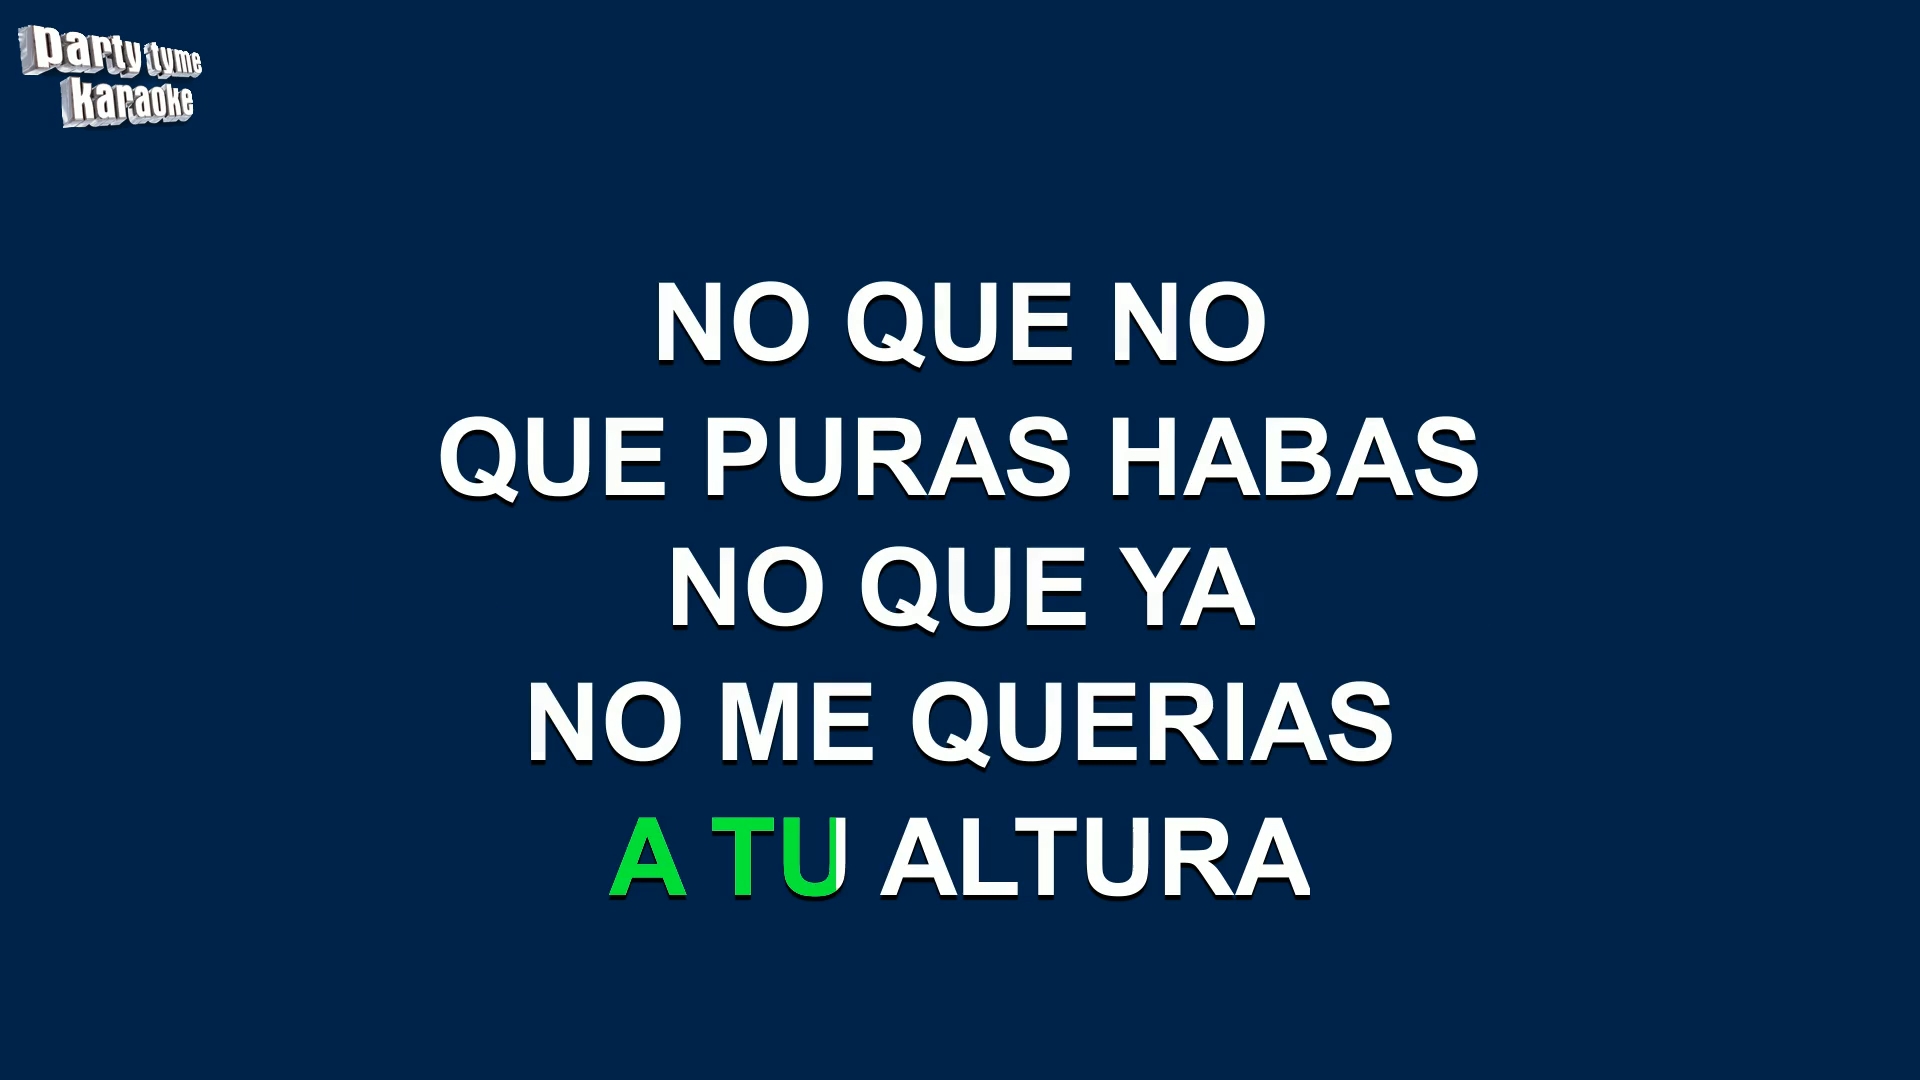 party tyme
karaoke
NO QUE NO
QUE PURAS HABAS
NO QUE YA
NO ME QUERIAS
A TU ALTURA